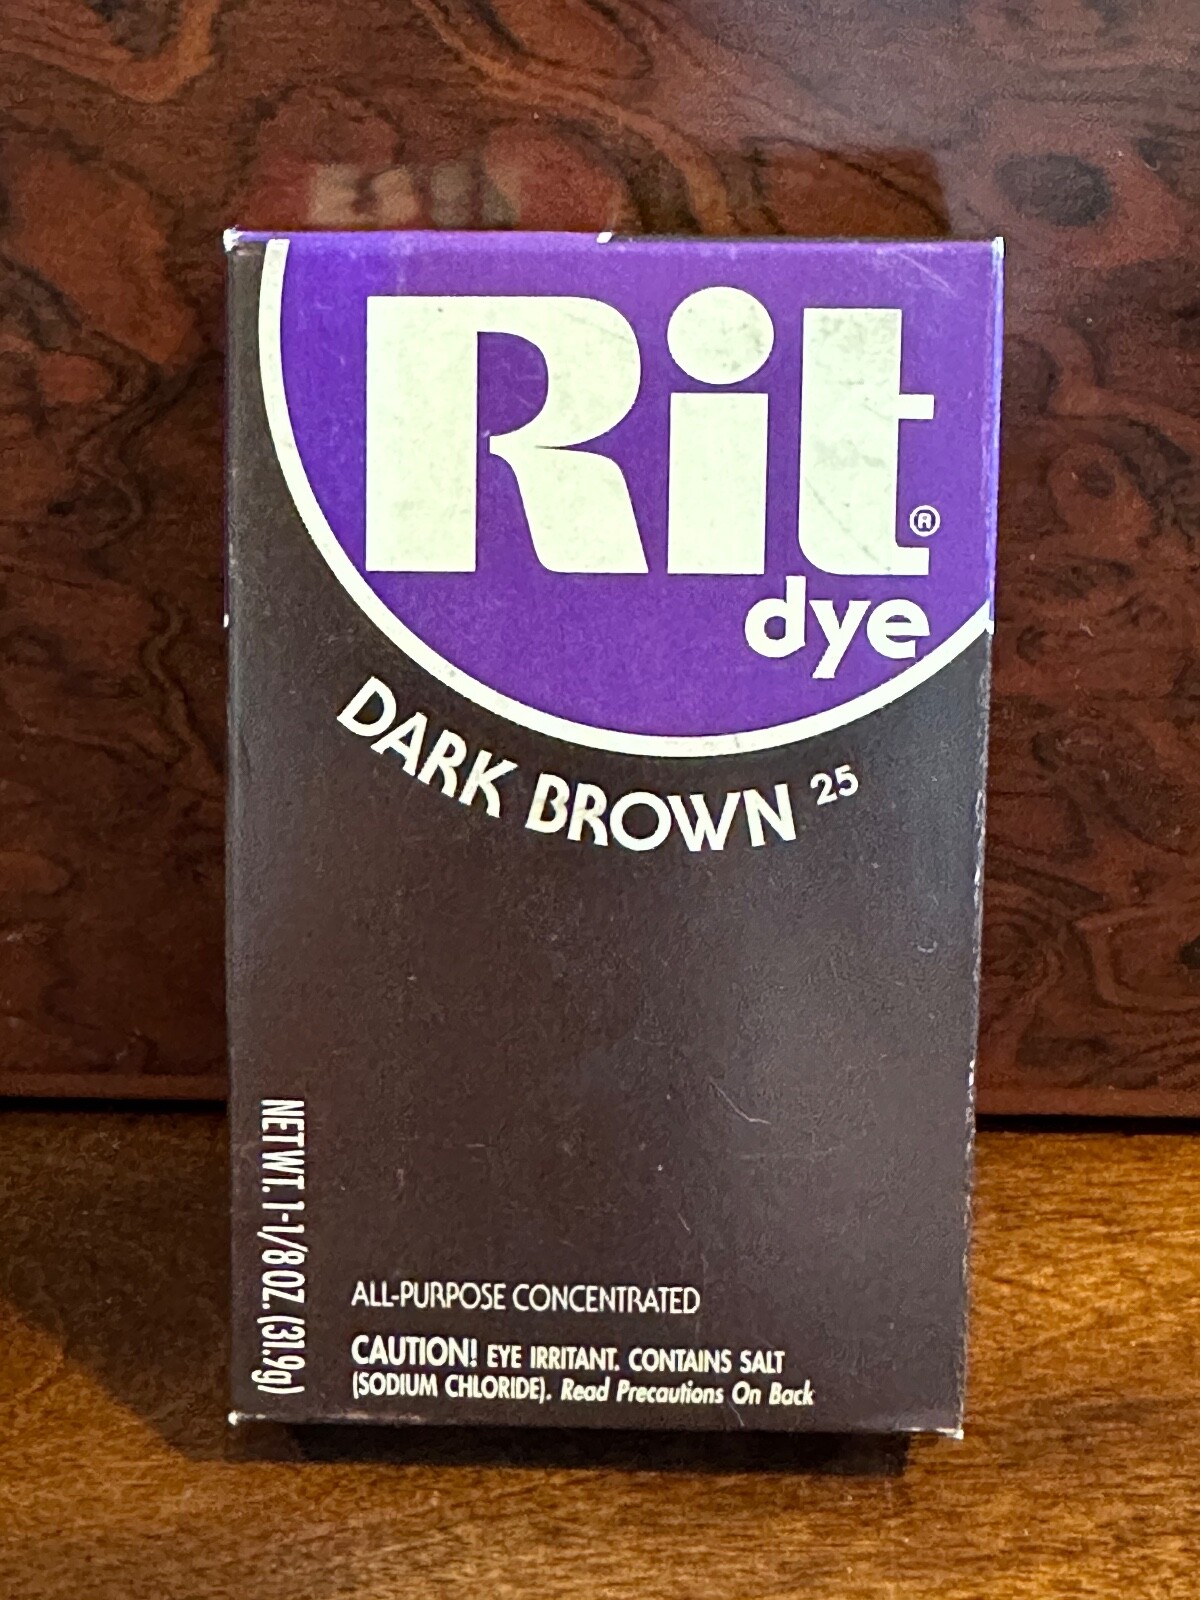 Rit®
dye
DARK BROWN 25
NET WT. 1-1/8 OZ. (31.9g)
ALL-PURPOSE CONCENTRATED
CAUTION! EYE IRRITANT. CONTAINS SALT
(SODIUM CHLORIDE). Read Precautions On Back